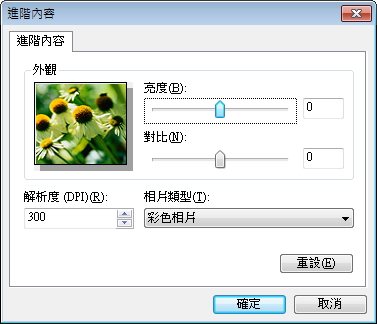 進階內容
進階內容
外觀
亮度(B):
0
對比(N):
0
解析度 (DPI)(R):
300
相片類型(T):
彩色相片
重設(E)
確定
取消